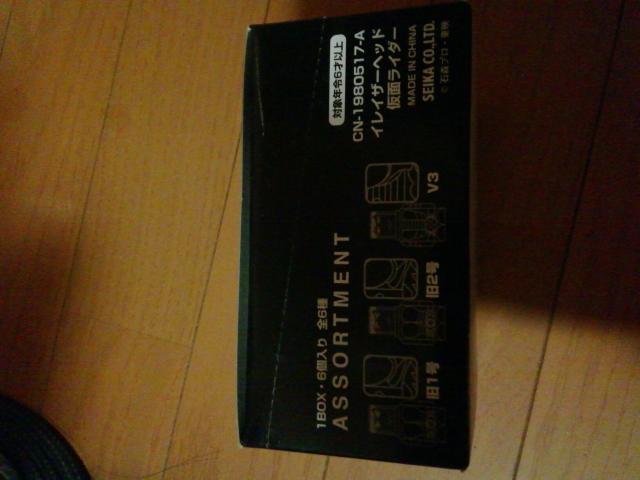 対象年令6才以上
CN-1980517-A
イレイザーヘッド
仮面ライダー
MADE IN CHINA
SEIKA CO.,LTD.
© 石森プロ・東映
1BOX・6個入り 全6種
ASSORTMENT
旧1号
旧2号
V3